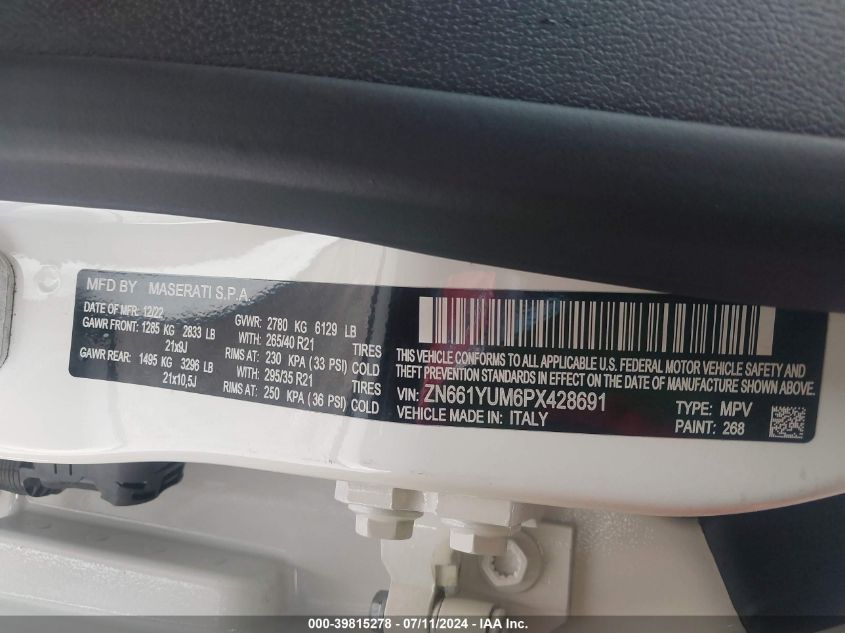 MFD BY MASERATI S.P.A.
DATE OF MFR: 12/22
GAWR FRONT: 1285 KG 2833 LB
21x9J
GAWR REAR: 1495 KG 3296 LB
21x10,5J
GVWR: 2780 KG 6129 LB
WITH: 265/40 R21 TIRES
RIMS AT: 230 KPA (33 PSI) COLD
WITH: 295/35 R21 TIRES
RIMS AT: 250 KPA (36 PSI) COLD
THIS VEHICLE CONFORMS TO ALL APPLICABLE U.S. FEDERAL MOTOR VEHICLE SAFETY AND
THEFT PREVENTION STANDARDS IN EFFECT ON THE DATE OF MANUFACTURE SHOWN ABOVE.
VIN: ZN661YUM6PX428691 TYPE: MPV
VEHICLE MADE IN: ITALY PAINT: 268
000-39815278 - 07/11/2024 - IAA Inc.